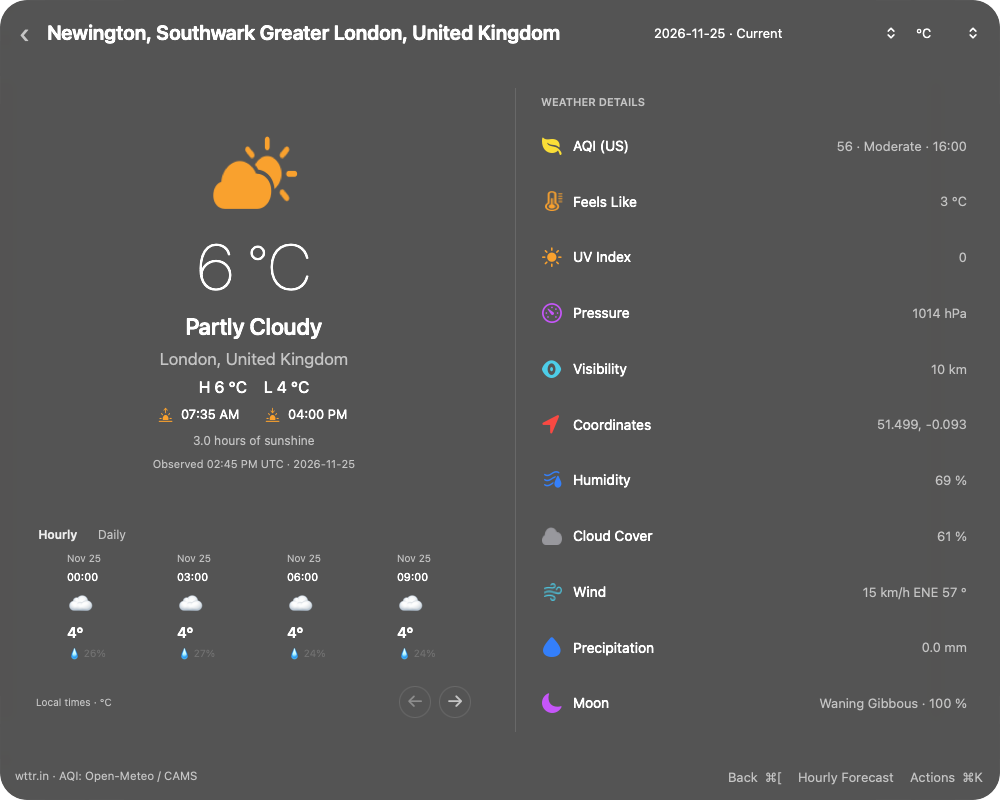 Newington, Southwark Greater London, United Kingdom
2026-11-25 · Current
°C
6 °C
Partly Cloudy
London, United Kingdom
H 6 °C L 4 °C
07:35 AM 04:00 PM
3.0 hours of sunshine
Observed 02:45 PM UTC · 2026-11-25
Hourly Daily
Nov 25 Nov 25 Nov 25 Nov 25
00:00 03:00 06:00 09:00
4° 4° 4° 4°
26% 27% 24% 24%
Local times · °C
WEATHER DETAILS
AQI (US) 56 · Moderate · 16:00
Feels Like 3 °C
UV Index 0
Pressure 1014 hPa
Visibility 10 km
Coordinates 51.499, -0.093
Humidity 69 %
Cloud Cover 61 %
Wind 15 km/h ENE 57 °
Precipitation 0.0 mm
Moon Waning Gibbous · 100 %
wttr.in · AQI: Open-Meteo / CAMS
Back ⌘[ Hourly Forecast Actions ⌘K